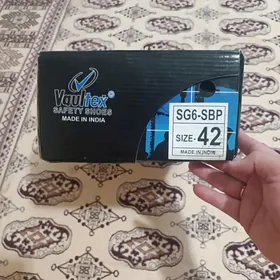 Vaultex®
SAFETY SHOES
MADE IN INDIA
SG6-SBP
SIZE- 42
MADE IN INDIA